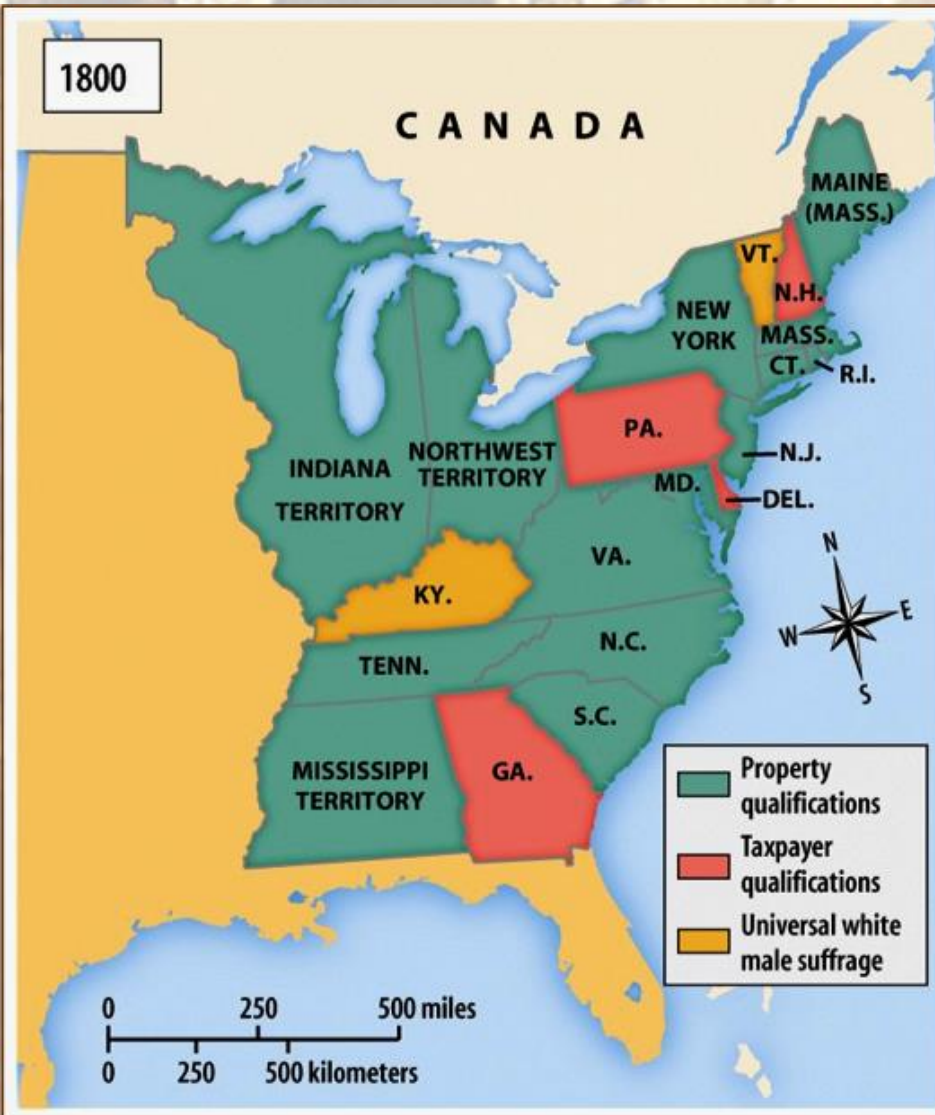 1800
CANADA
MAINE
(MASS.)
VT.
N.H.
NEW
YORK
MASS.
CT.
R.I.
PA.
N.J.
NORTHWEST
TERRITORY
INDIANA
TERRITORY
MD.
DEL.
VA.
KY.
N
W
E
S
N.C.
TENN.
S.C.
MISSISSIPPI
TERRITORY
GA.
Property
qualifications
Taxpayer
qualifications
Universal white
male suffrage
0 250 500 miles
0 250 500 kilometers